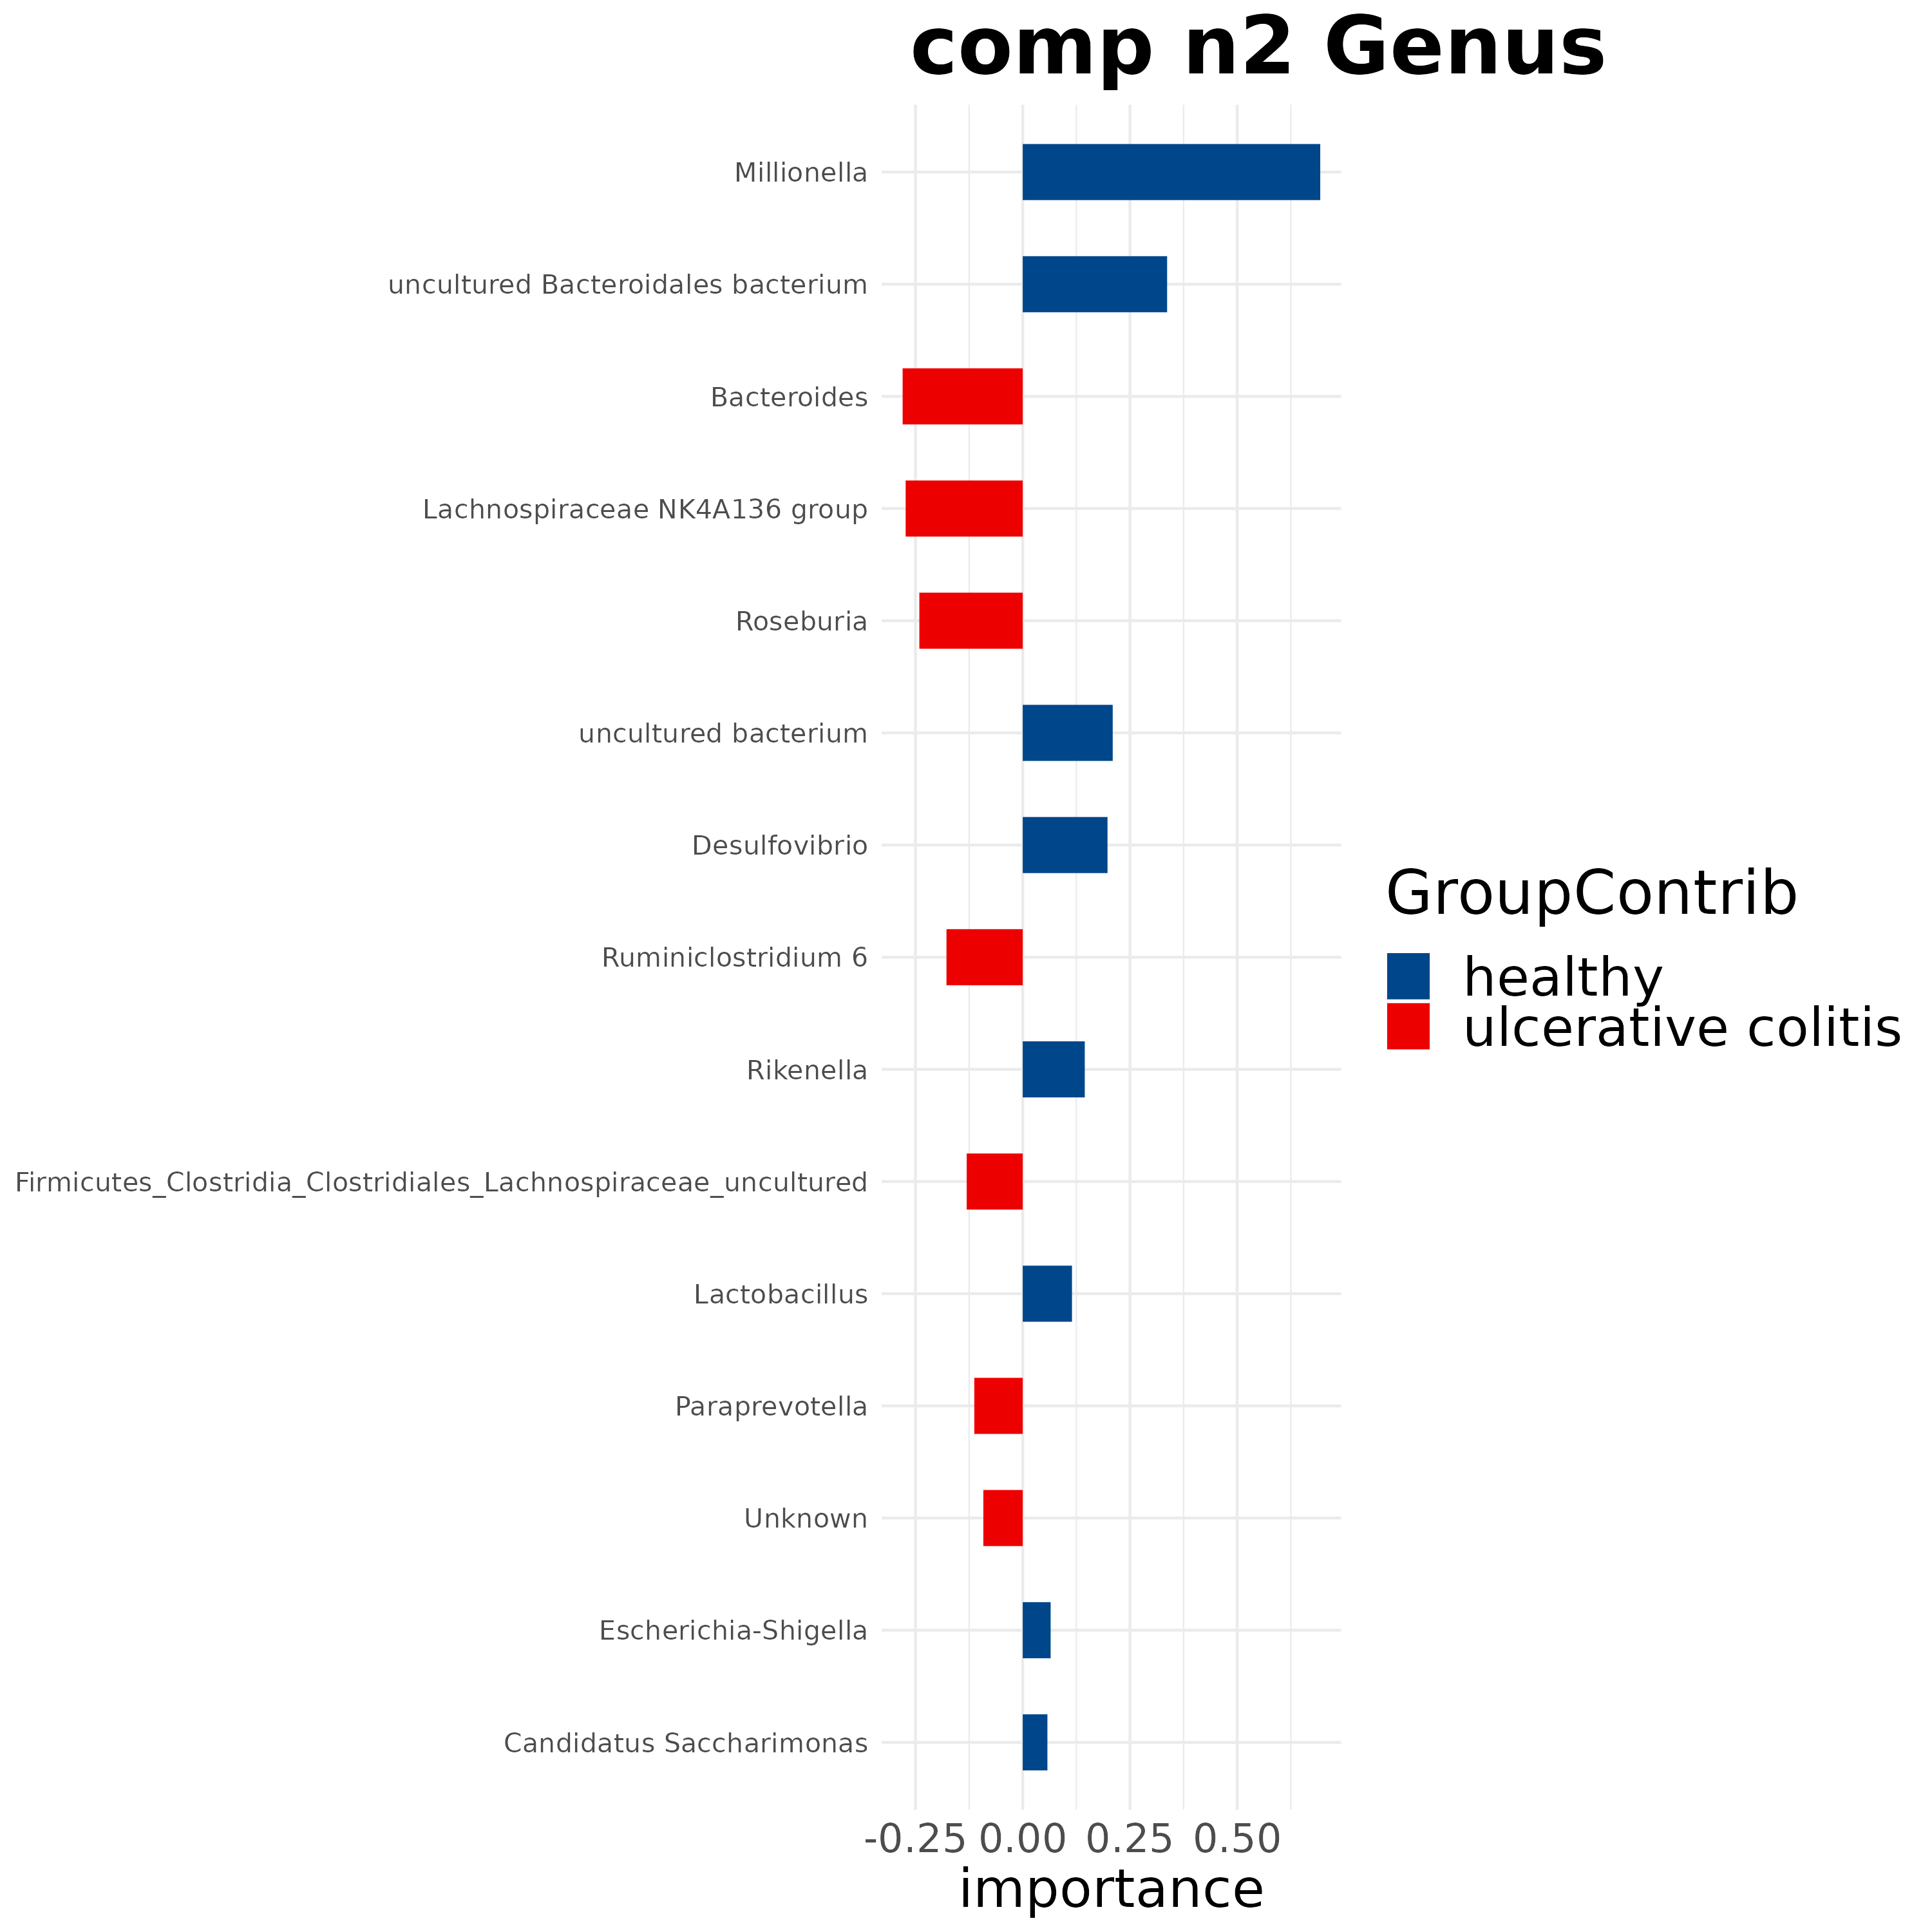 comp n2 Genus
Millionella
uncultured Bacteroidales bacterium
Bacteroides
Lachnospiraceae NK4A136 group
Roseburia
uncultured bacterium
Desulfovibrio
Ruminiclostridium 6
Rikenella
Firmicutes_Clostridia_Clostridiales_Lachnospiraceae_uncultured
Lactobacillus
Paraprevotella
Unknown
Escherichia-Shigella
Candidatus Saccharimonas
-0.25 0.00 0.25 0.50
importance
GroupContrib
healthy
ulcerative colitis